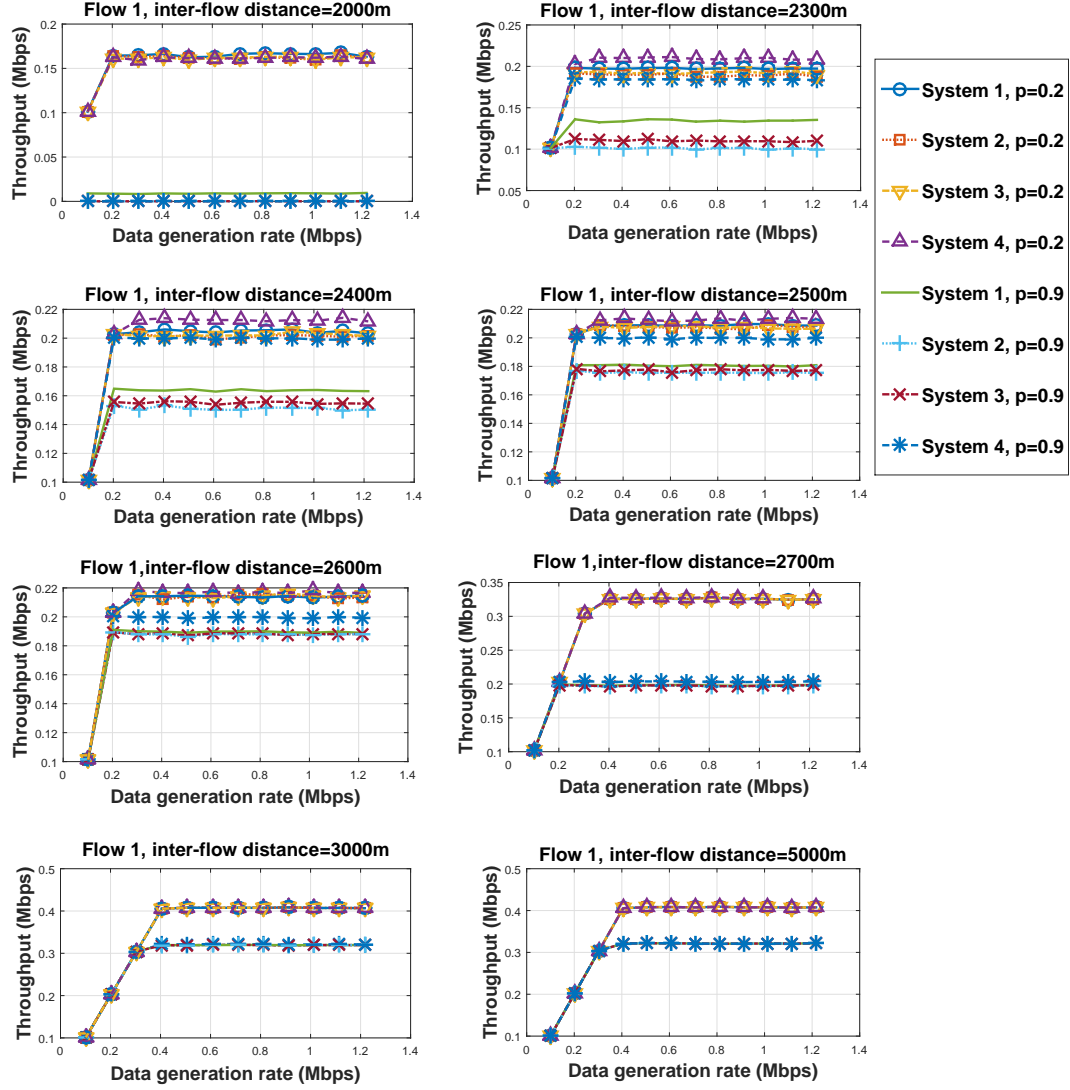 Flow 1, inter-flow distance=2000m
Throughput (Mbps)
0.2
0.15
0.1
0.05
0
0 0.2 0.4 0.6 0.8 1 1.2 1.4
Data generation rate (Mbps)
Flow 1, inter-flow distance=2300m
Throughput (Mbps)
0.25
0.2
0.15
0.1
0.05
0 0.2 0.4 0.6 0.8 1 1.2 1.4
Data generation rate (Mbps)
System 1, p=0.2
System 2, p=0.2
System 3, p=0.2
System 4, p=0.2
System 1, p=0.9
System 2, p=0.9
System 3, p=0.9
System 4, p=0.9
Flow 1, inter-flow distance=2400m
Throughput (Mbps)
0.22
0.2
0.18
0.16
0.14
0.12
0.1
0 0.2 0.4 0.6 0.8 1 1.2 1.4
Data generation rate (Mbps)
Flow 1, inter-flow distance=2500m
Throughput (Mbps)
0.22
0.2
0.18
0.16
0.14
0.12
0.1
0 0.2 0.4 0.6 0.8 1 1.2 1.4
Data generation rate (Mbps)
Flow 1,inter-flow distance=2600m
Throughput (Mbps)
0.22
0.2
0.18
0.16
0.14
0.12
0.1
0 0.2 0.4 0.6 0.8 1 1.2 1.4
Data generation rate (Mbps)
Flow 1,inter-flow distance=2700m
Throughput (Mbps)
0.35
0.3
0.25
0.2
0.15
0.1
0 0.2 0.4 0.6 0.8 1 1.2 1.4
Data generation rate (Mbps)
Flow 1, inter-flow distance=3000m
Throughput (Mbps)
0.5
0.4
0.3
0.2
0.1
0 0.2 0.4 0.6 0.8 1 1.2 1.4
Data generation rate (Mbps)
Flow 1, inter-flow distance=5000m
Throughput (Mbps)
0.5
0.4
0.3
0.2
0.1
0 0.2 0.4 0.6 0.8 1 1.2 1.4
Data generation rate (Mbps)